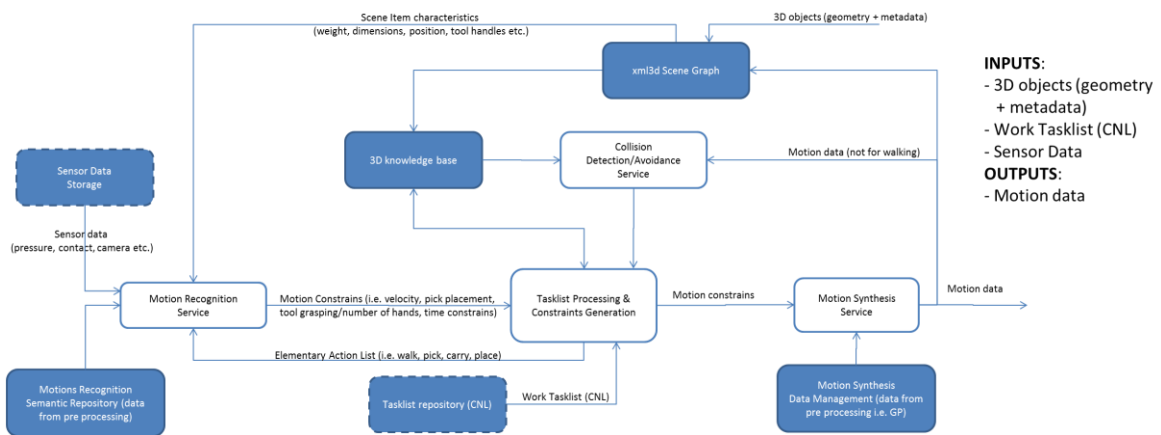 Scene Item characteristics
(weight, dimensions, position, tool handles etc.)
3D objects (geometry + metadata)
xml3d Scene Graph
INPUTS:
- 3D objects (geometry
+ metadata)
- Work Tasklist (CNL)
- Sensor Data
OUTPUTS:
- Motion data
3D knowledge base
Collision
Detection/Avoidance
Service
Motion data (not for walking)
Sensor Data
Storage
Sensor data
(pressure, contact, camera etc.)
Motion Recognition
Service
Motion Constrains (i.e. velocity, pick placement,
tool grasping/number of hands, time constrains)
Tasklist Processing &
Constraints Generation
Motion constrains
Motion Synthesis
Service
Motion data
Elementary Action List (i.e. walk, pick, carry, place)
Motions Recognition
Semantic Repository (data
from pre processing)
Tasklist repository (CNL)
Work Tasklist (CNL)
Motion Synthesis
Data Management (data from
pre processing i.e. GP)